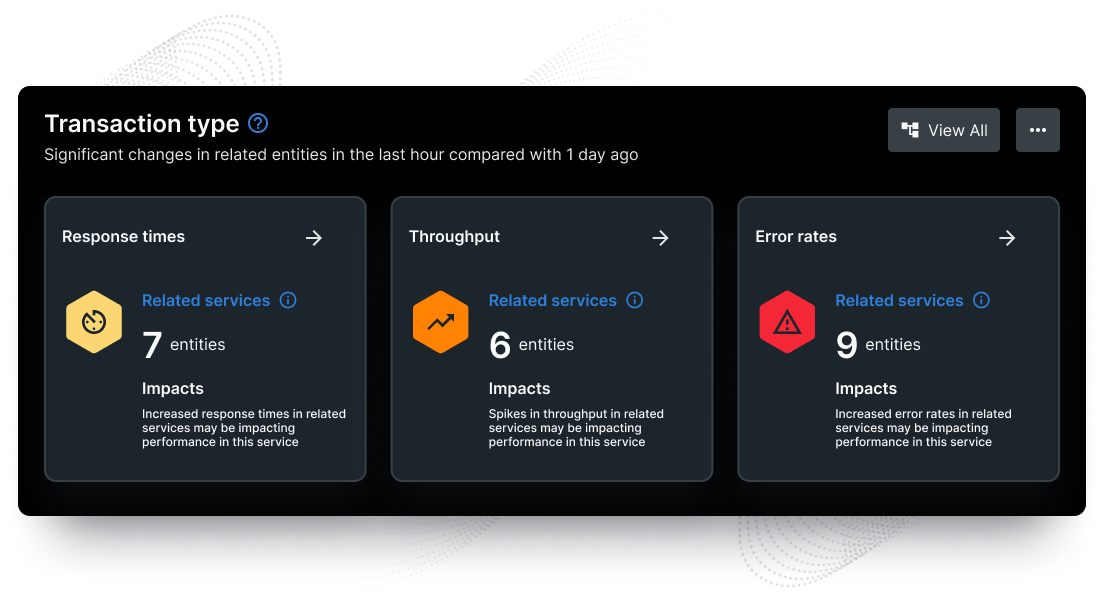 Transaction type
Significant changes in related entities in the last hour compared with 1 day ago
View All
Response times
Related services
7 entities
Impacts
Increased response times in related
services may be impacting
performance in this service
Throughput
Related services
6 entities
Impacts
Spikes in throughput in related
services may be impacting
performance in this service
Error rates
Related services
9 entities
Impacts
Increased error rates in related
services may be impacting
performance in this service